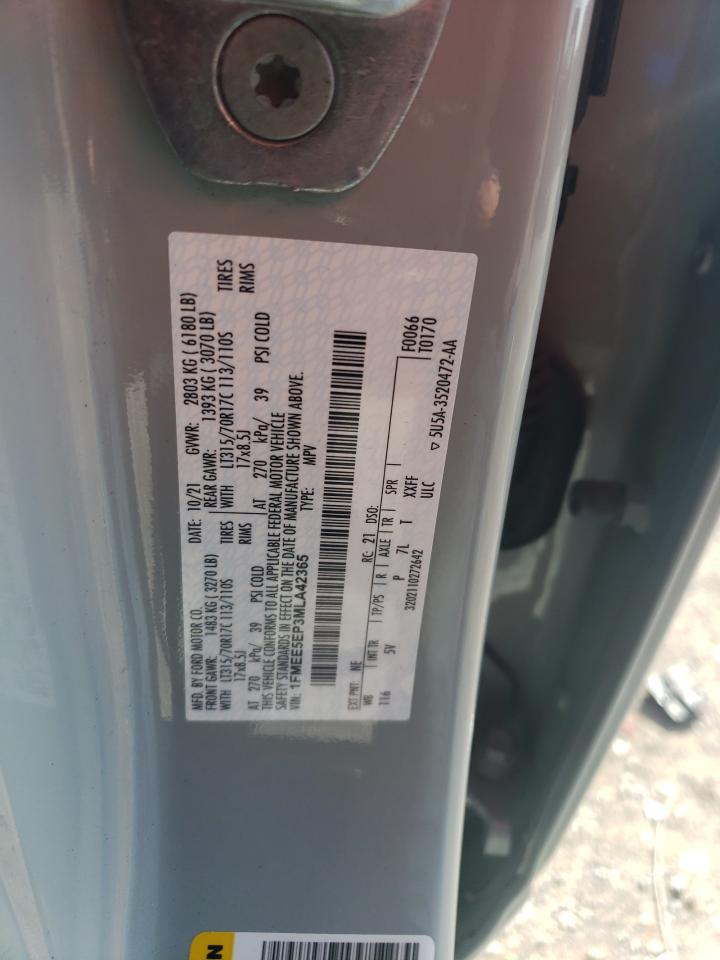 MFD. BY FORD MOTOR CO.
DATE: 10/21 GVWR: 2803 KG ( 6180 LB)
FRONT GAWR: 1483 KG (3270 LB) REAR GAWR: 1393 KG ( 3070 LB)
WITH LT315/70R17C 113/110S TIRES WITH LT315/70R17C 113/110S TIRES
17x8.5J RIMS 17x8.5J RIMS
AT 270 kPa/ 39 PSI COLD AT 270 kPa/ 39 PSI COLD
THIS VEHICLE CONFORMS TO ALL APPLICABLE FEDERAL MOTOR VEHICLE
SAFETY STANDARDS IN EFFECT ON THE DATE OF MANUFACTURE SHOWN ABOVE.
VIN: 1FMEE5EP3MLA42365 TYPE: MPV
EXT PNT: NE RC: 21 DSO: F0066
WB INT TR TP/PS R AXLE TR SPR T0170
116 5V P 7L T XXFF
3202110272642 ULC ▽ 5U5A-3520472-AA